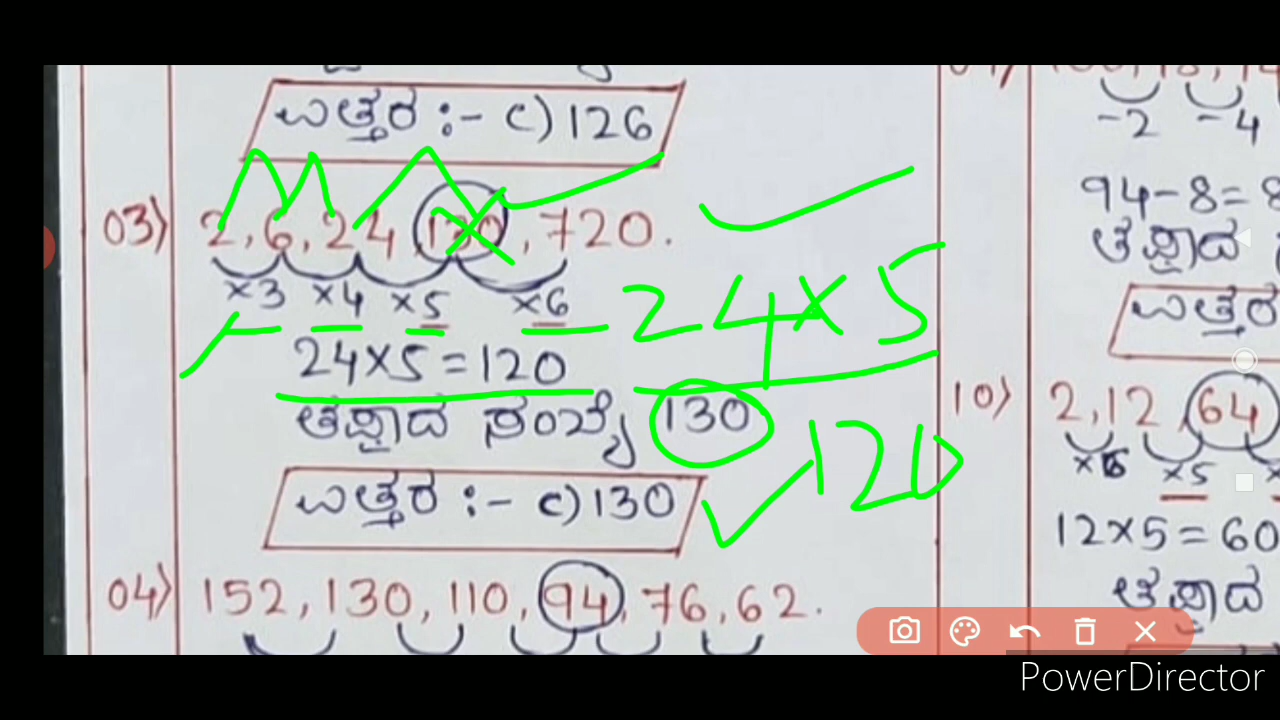 ಉತ್ತರ :- C) 126
03) 2, 6, 24, 130, 720.
×3 ×4 ×5 ×6
24×5=120
ತಪ್ಪಾದ ಸಂಖ್ಯೆ 130
ಉತ್ತರ :- C) 130
04) 152, 130, 110, 94, 76, 62.
24×5
120
-2 -4
94-8=8
ತಪ್ಪಾದ
ಉತ್ತರ
10) 2, 12, 64
×6 ×5
12×5=60
ತಪ್ಪಾದ
PowerDirector